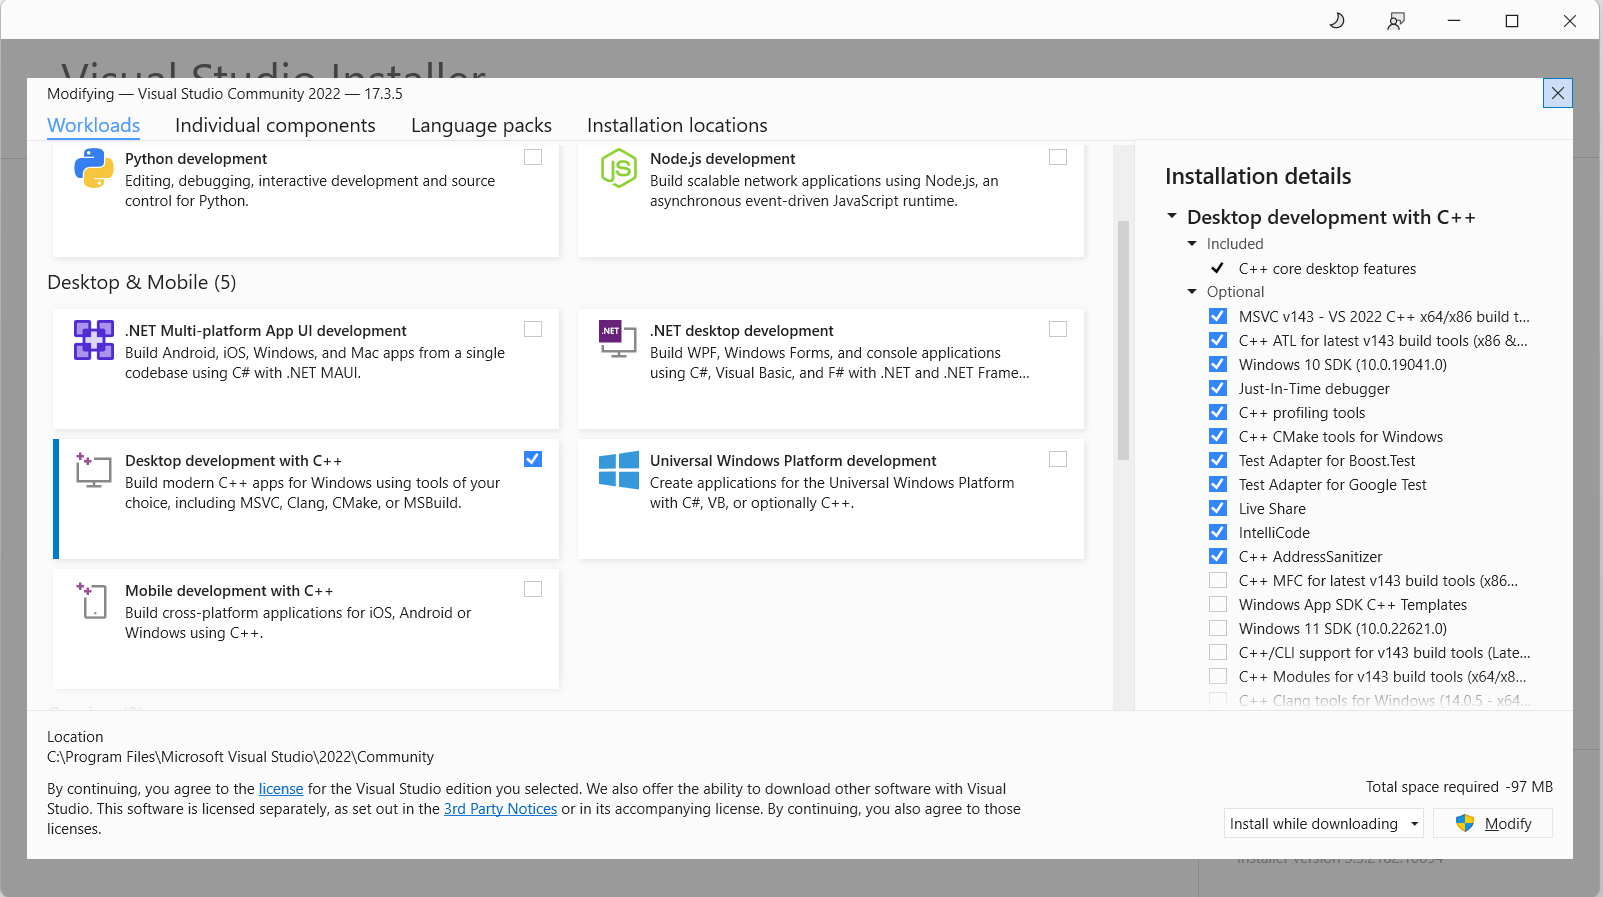 Visual Studio Installer
Modifying — Visual Studio Community 2022 — 17.3.5
Workloads
Individual components
Language packs
Installation locations
Python development
Editing, debugging, interactive development and source
control for Python.
Node.js development
Build scalable network applications using Node.js, an
asynchronous event-driven JavaScript runtime.
Desktop & Mobile (5)
.NET Multi-platform App UI development
Build Android, iOS, Windows, and Mac apps from a single
codebase using C# with .NET MAUI.
.NET
.NET desktop development
Build WPF, Windows Forms, and console applications
using C#, Visual Basic, and F# with .NET and .NET Frame...
Desktop development with C++
Build modern C++ apps for Windows using tools of your
choice, including MSVC, Clang, CMake, or MSBuild.
Universal Windows Platform development
Create applications for the Universal Windows Platform
with C#, VB, or optionally C++.
Mobile development with C++
Build cross-platform applications for iOS, Android or
Windows using C++.
Installation details
Desktop development with C++
Included
C++ core desktop features
Optional
MSVC v143 - VS 2022 C++ x64/x86 build t...
C++ ATL for latest v143 build tools (x86 &...
Windows 10 SDK (10.0.19041.0)
Just-In-Time debugger
C++ profiling tools
C++ CMake tools for Windows
Test Adapter for Boost.Test
Test Adapter for Google Test
Live Share
IntelliCode
C++ AddressSanitizer
C++ MFC for latest v143 build tools (x86...
Windows App SDK C++ Templates
Windows 11 SDK (10.0.22621.0)
C++/CLI support for v143 build tools (Late...
C++ Modules for v143 build tools (x64/x8...
C++ Clang tools for Windows (14.0.5 - x64...
Location
C:\Program Files\Microsoft Visual Studio\2022\Community
By continuing, you agree to the license for the Visual Studio edition you selected. We also offer the ability to download other software with Visual
Studio. This software is licensed separately, as set out in the 3rd Party Notices or in its accompanying license. By continuing, you also agree to those
licenses.
Total space required -97 MB
Install while downloading
Modify